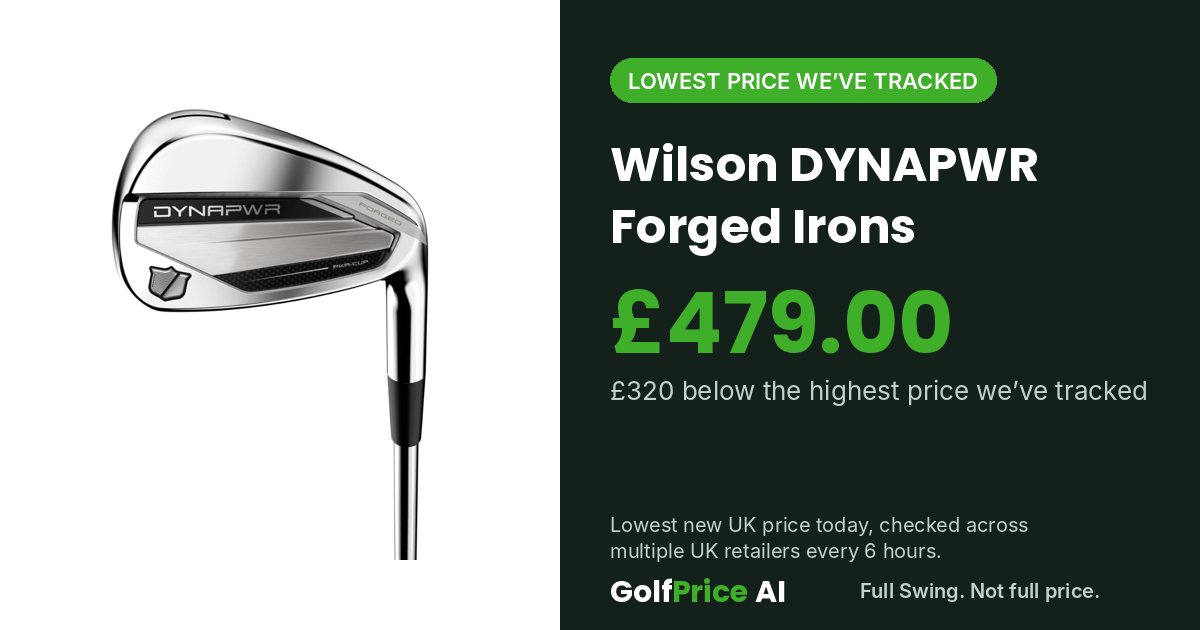 DYNAPWR
FORGED
PKR-CUP
LOWEST PRICE WE’VE TRACKED
Wilson DYNAPWR
Forged Irons
£479.00
£320 below the highest price we’ve tracked
Lowest new UK price today, checked across
multiple UK retailers every 6 hours.
GolfPrice AI
Full Swing. Not full price.